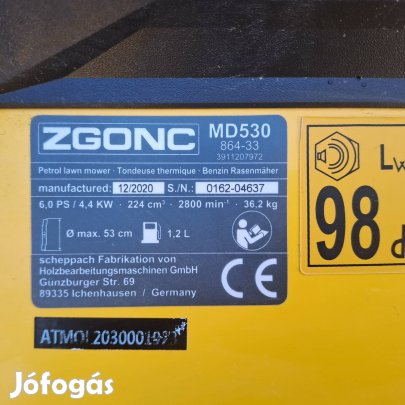 ZGONC MD530
864-33
3911207972
Petrol lawn mower · Tondeuse thermique · Benzin Rasenmäher
manufactured: 12/2020 S./N.: 0162-04637
6,0 PS / 4,4 KW · 224 cm³ · 2800 min⁻¹ · 36.2 kg
Ø max. 53 cm 1,2 L
scheppach Fabrikation von
Holzbearbeitungsmaschinen GmbH
Günzburger Str. 69
89335 Ichenhausen / Germany
CE
LW
98 d
Jófogás